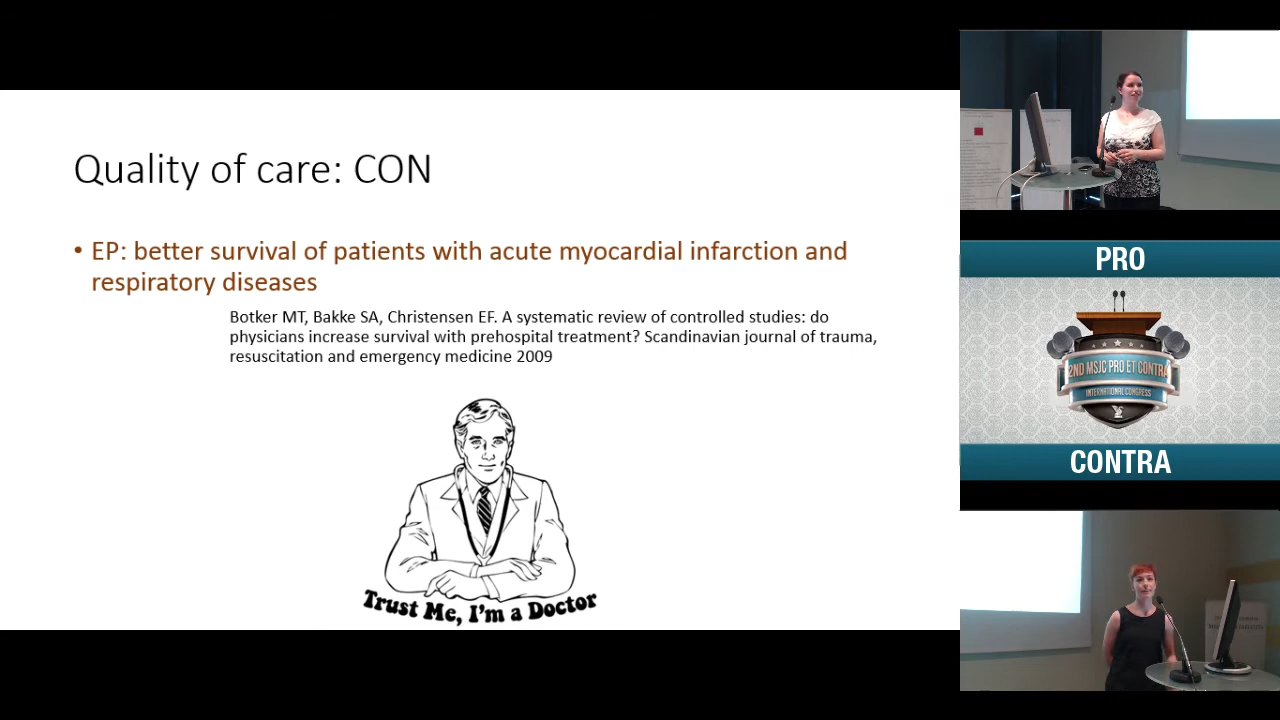 Quality of care: CON
• EP: better survival of patients with acute myocardial infarction and
respiratory diseases
Botker MT, Bakke SA, Christensen EF. A systematic review of controlled studies: do
physicians increase survival with prehospital treatment? Scandinavian journal of trauma,
resuscitation and emergency medicine 2009
Trust Me, I'm a Doctor
PRO
2ND MSJC PRO ET CONTRA
INTERNATIONAL CONGRESS
CONTRA